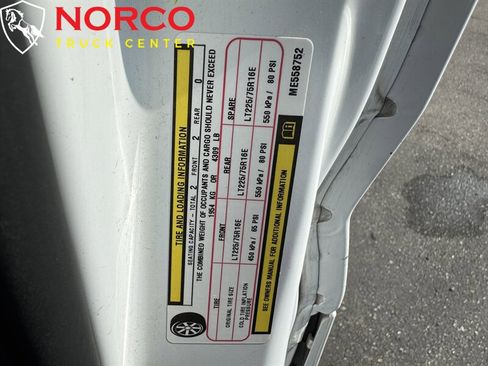 NORCO
TRUCK CENTER
TIRE AND LOADING INFORMATION
SEATING CAPACITY - TOTAL 2 FRONT 2 REAR 0
THE COMBINED WEIGHT OF OCCUPANTS AND CARGO SHOULD NEVER EXCEED
1954 KG OR 4309 LB
TIRE FRONT REAR SPARE
ORIGINAL TIRE SIZE LT225/75R16E LT225/75R16E LT225/75R16E
COLD TIRE INFLATION PRESSURE 450 kPa / 65 PSI 550 kPa / 80 PSI 550 kPa / 80 PSI
SEE OWNERS MANUAL FOR ADDITIONAL INFORMATION
ME558752